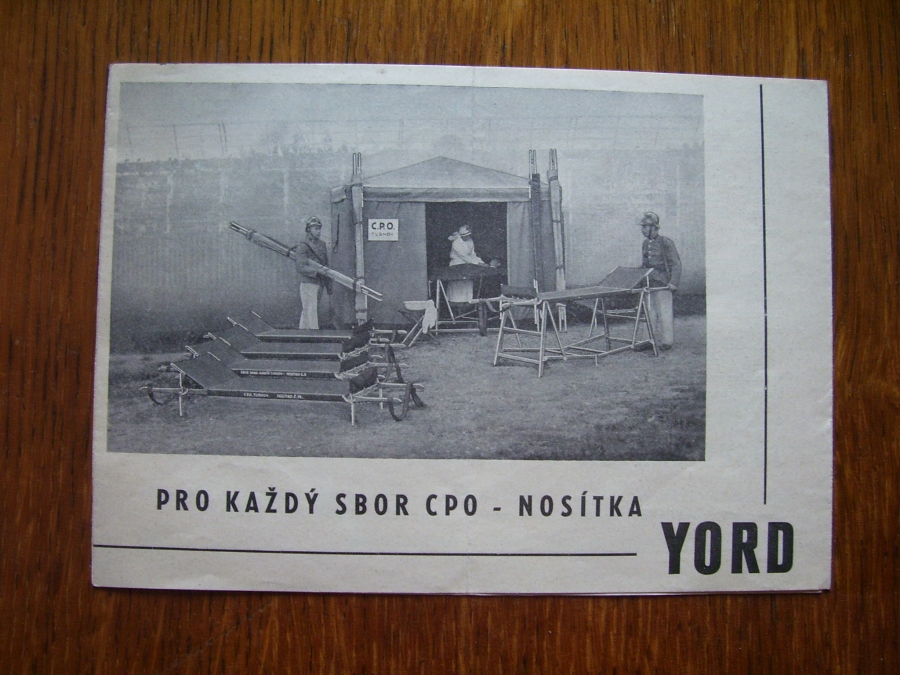 C.P.O.
PRO KAŽDÝ SBOR CPO - NOSÍTKA
YORD